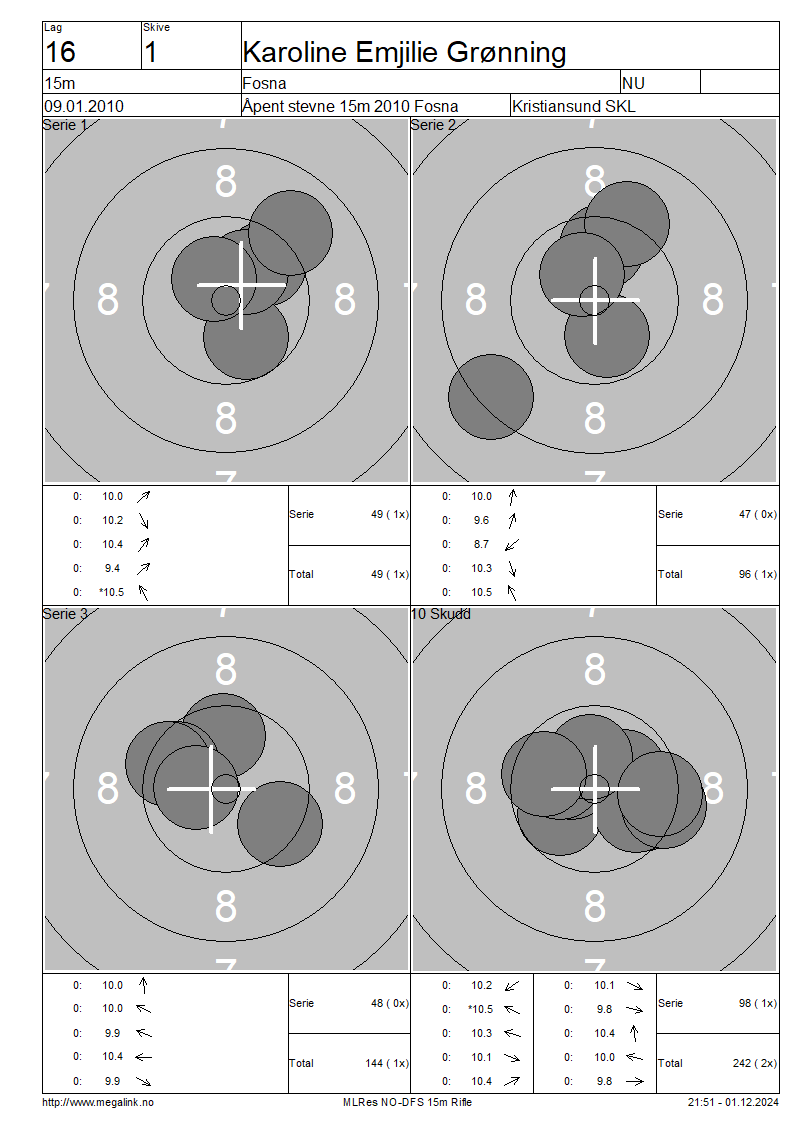 Lag
Skive
16
1
Karoline Emjilie Grønning
15m
Fosna
NU
09.01.2010
Åpent stevne 15m 2010 Fosna
Kristiansund SKL
Serie 1
7
8
8
8
8
7
Serie 2
7
8
8
8
8
7
0: 10.0
0: 10.2
0: 10.4
0: 9.4
0: *10.5
Serie 49 ( 1x)
Total 49 ( 1x)
0: 10.0
0: 9.6
0: 8.7
0: 10.3
0: 10.5
Serie 47 ( 0x)
Total 96 ( 1x)
Serie 3
7
8
8
8
8
7
10 Skudd
7
8
8
8
8
7
0: 10.0
0: 10.0
0: 9.9
0: 10.4
0: 9.9
Serie 48 ( 0x)
Total 144 ( 1x)
0: 10.2
0: *10.5
0: 10.3
0: 10.1
0: 10.4
0: 10.1
0: 9.8
0: 10.4
0: 10.0
0: 9.8
Serie 98 ( 1x)
Total 242 ( 2x)
http://www.megalink.no
MLRes NO-DFS 15m Rifle
21:51 - 01.12.2024